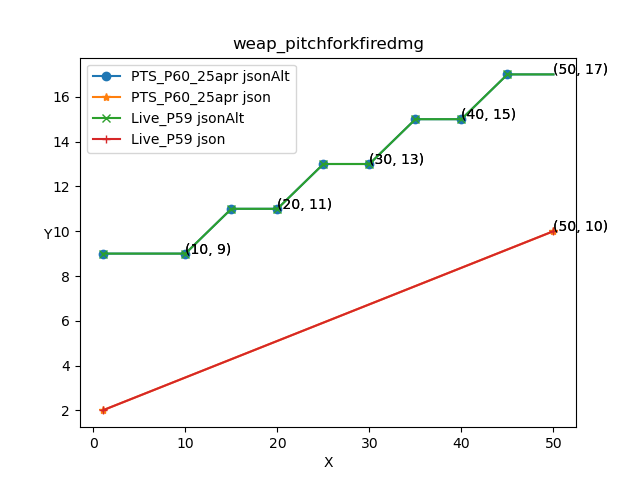 weap_pitchforkfiredmg
PTS_P60_25apr jsonAlt
PTS_P60_25apr json
Live_P59 jsonAlt
Live_P59 json
(50, 17)
(40, 15)
(30, 13)
(20, 11)
(10, 9)
(50, 10)
Y
16
14
12
10
8
6
4
2
0
10
20
30
40
50
X